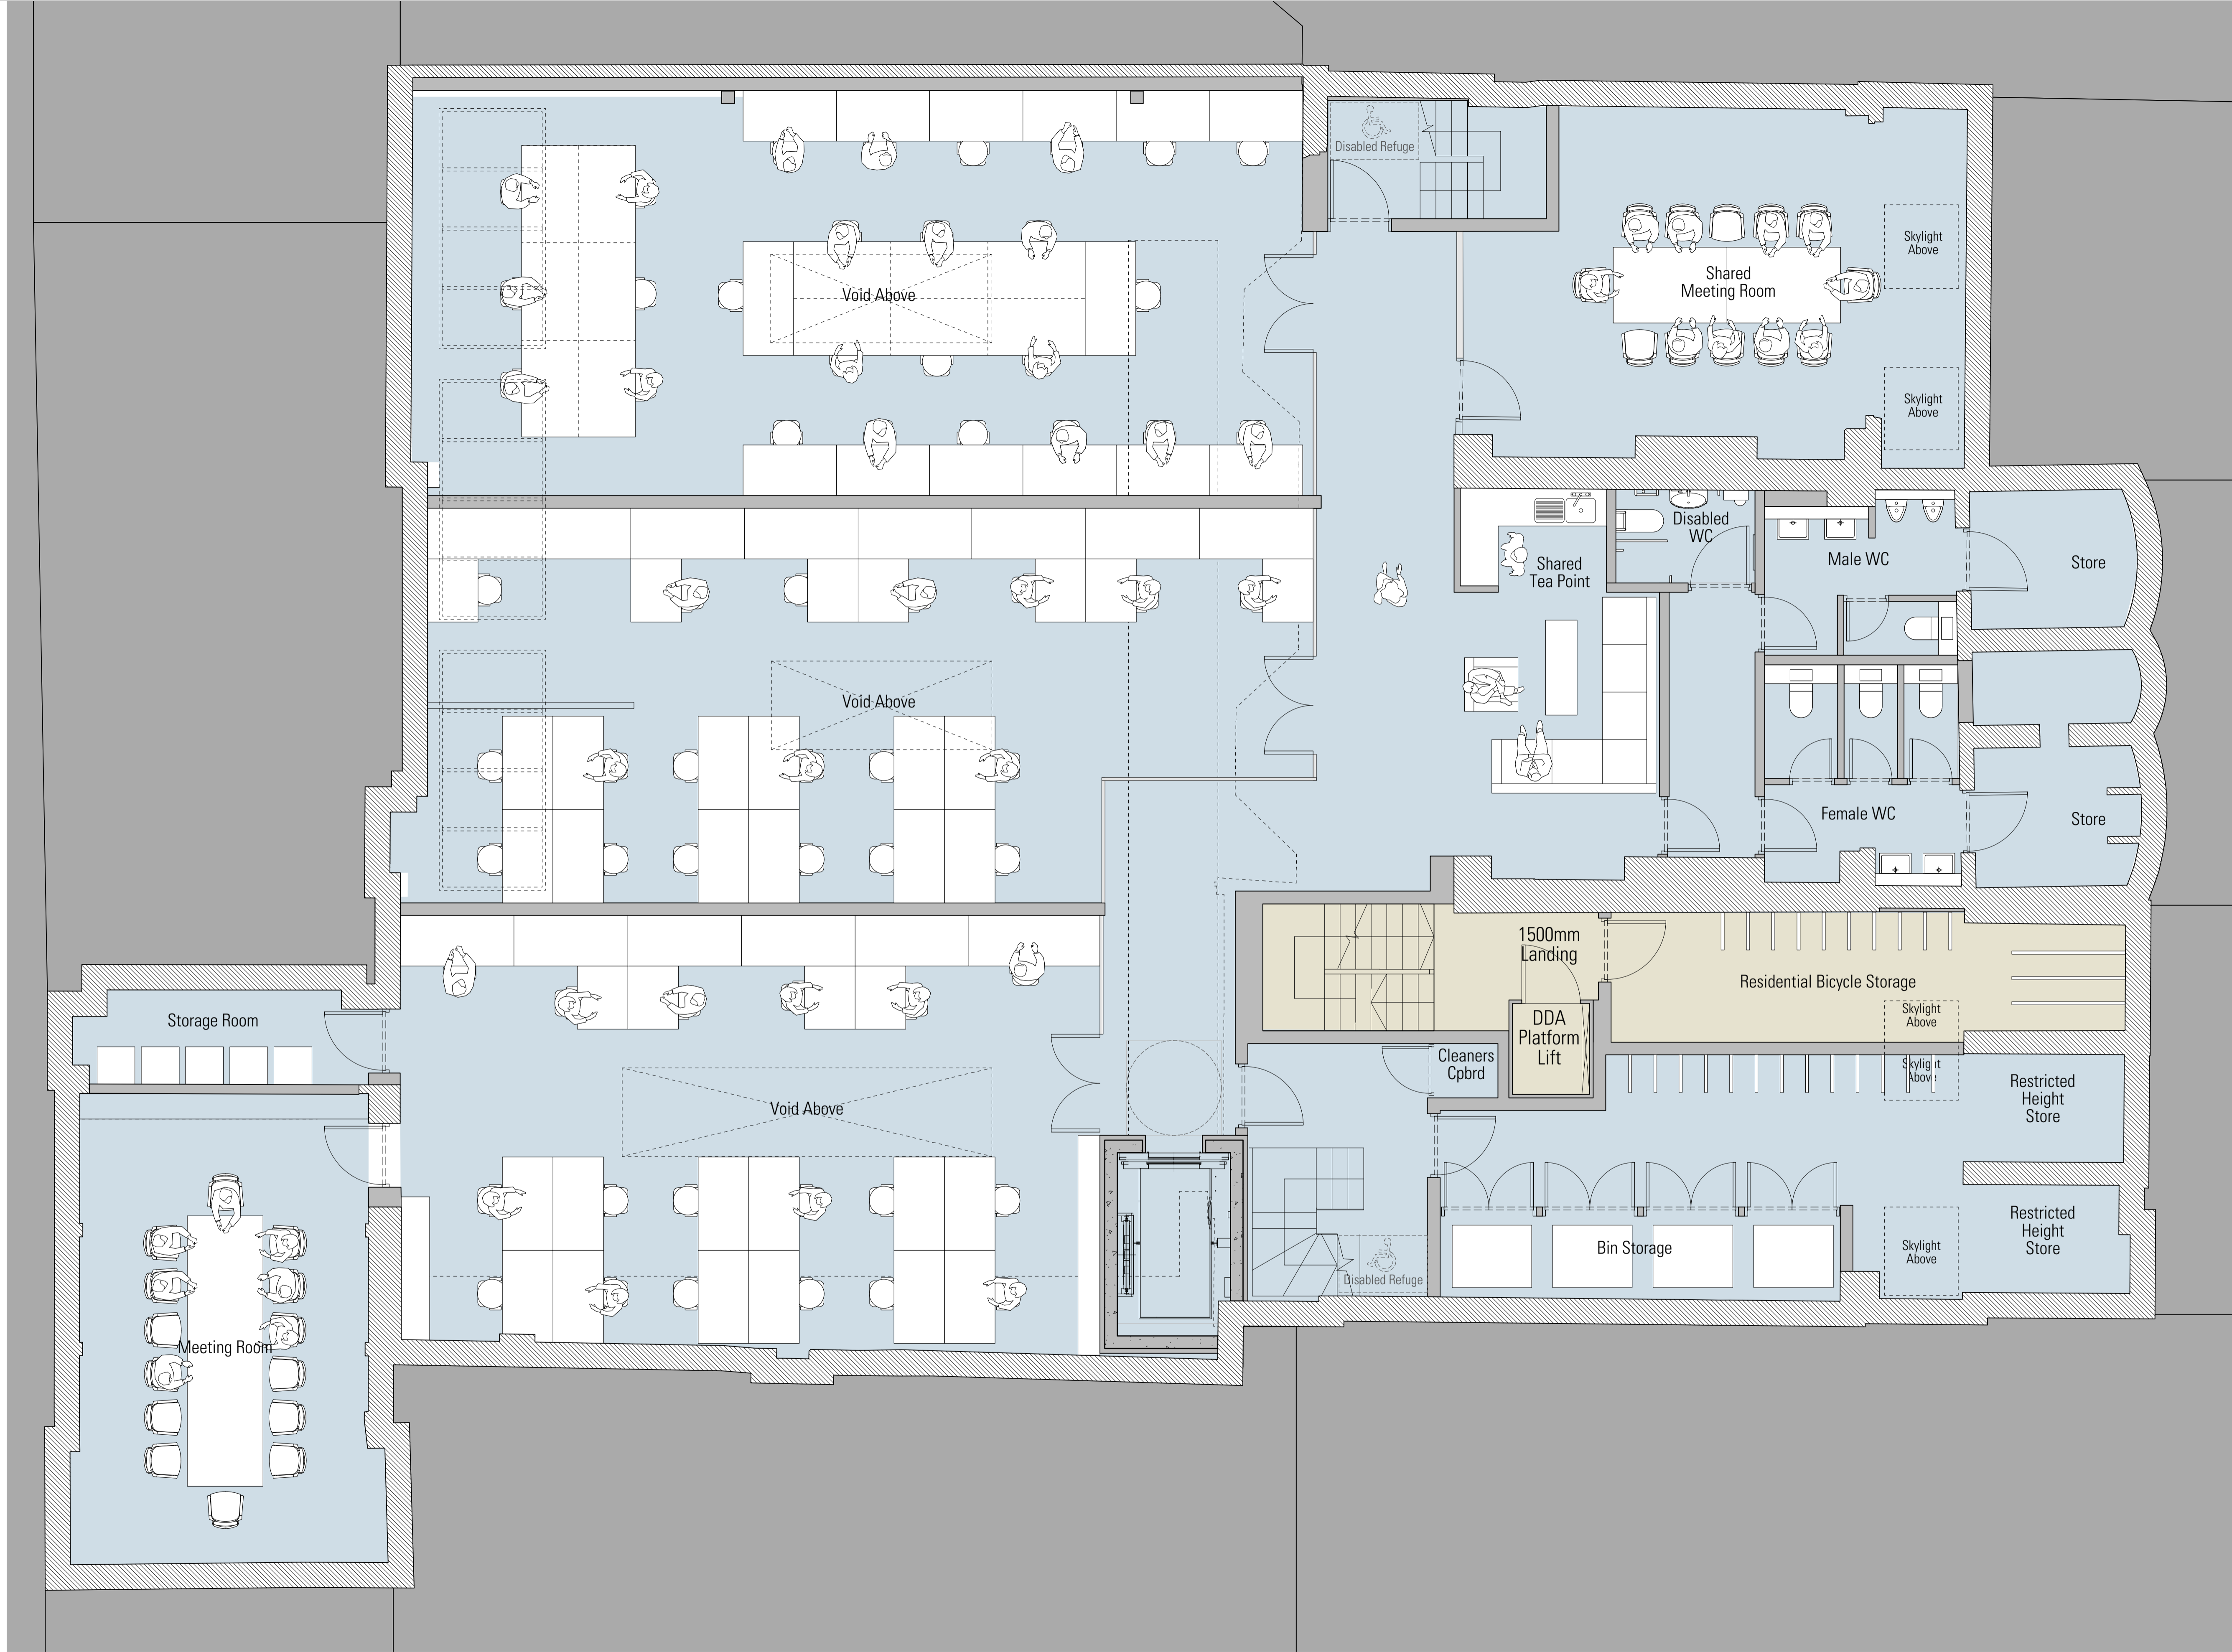 Disabled Refuge
Skylight
Above
Shared
Meeting Room
Void Above
Skylight
Above
Disabled
WC
Male WC
Shared
Tea Point
Store
Void Above
Female WC
Store
1500mm
Landing
Residential Bicycle Storage
Skylight
Above
Storage Room
DDA
Platform
Lift
Cleaners
Cpbrd
Skylight
Above
Restricted
Height
Store
Void Above
Restricted
Height
Store
Skylight
Above
Bin Storage
Disabled Refuge
Meeting Room